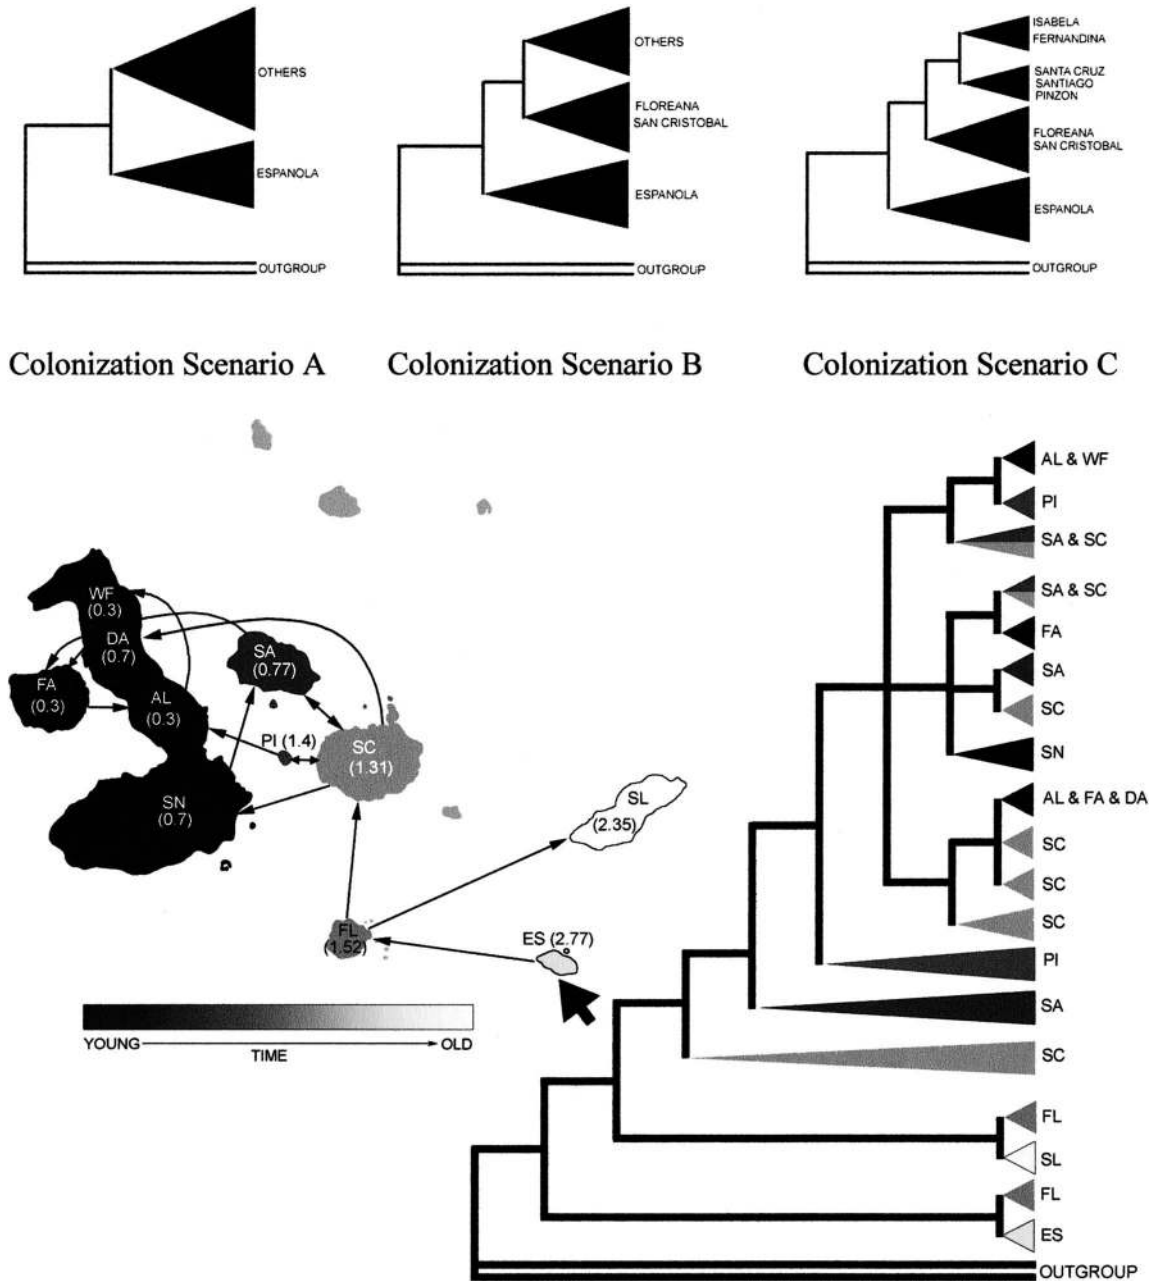 OTHERS
ESPANOLA
OUTGROUP
Colonization Scenario A
OTHERS
FLOREANA
SAN CRISTOBAL
ESPANOLA
OUTGROUP
Colonization Scenario B
ISABELA
FERNANDINA
SANTA CRUZ
SANTIAGO
PINZON
FLOREANA
SAN CRISTOBAL
ESPANOLA
OUTGROUP
Colonization Scenario C
WF
(0.3)
DA
(0.7)
FA
(0.3)
AL
(0.3)
SA
(0.77)
PI (1.4)
SC
(1.31)
SN
(0.7)
SL
(2.35)
FL
(1.52)
ES (2.77)
YOUNG
TIME
OLD
AL & WF
PI
SA & SC
SA & SC
FA
SA
SC
SN
AL & FA & DA
SC
SC
SC
PI
SA
SC
FL
SL
FL
ES
OUTGROUP